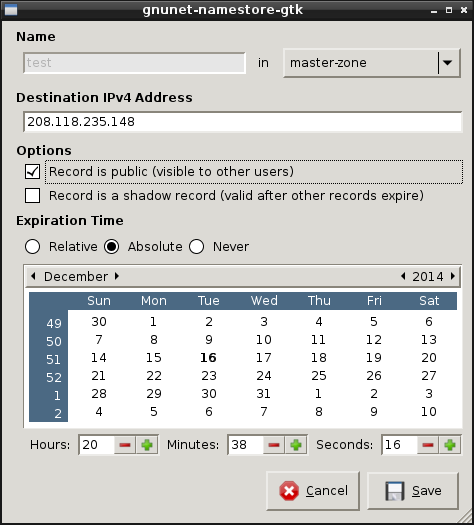 gnunet-namestore-gtk
Name
test in master-zone
Destination IPv4 Address
208.118.235.148
Options
Record is public (visible to other users)
Record is a shadow record (valid after other records expire)
Expiration Time
Relative Absolute Never
December 2014
Sun Mon Tue Wed Thu Fri Sat
49 30 1 2 3 4 5 6
50 7 8 9 10 11 12 13
51 14 15 16 17 18 19 20
52 21 22 23 24 25 26 27
1 28 29 30 31 1 2 3
2 4 5 6 7 8 9 10
Hours: 20 Minutes: 38 Seconds: 16
Cancel Save